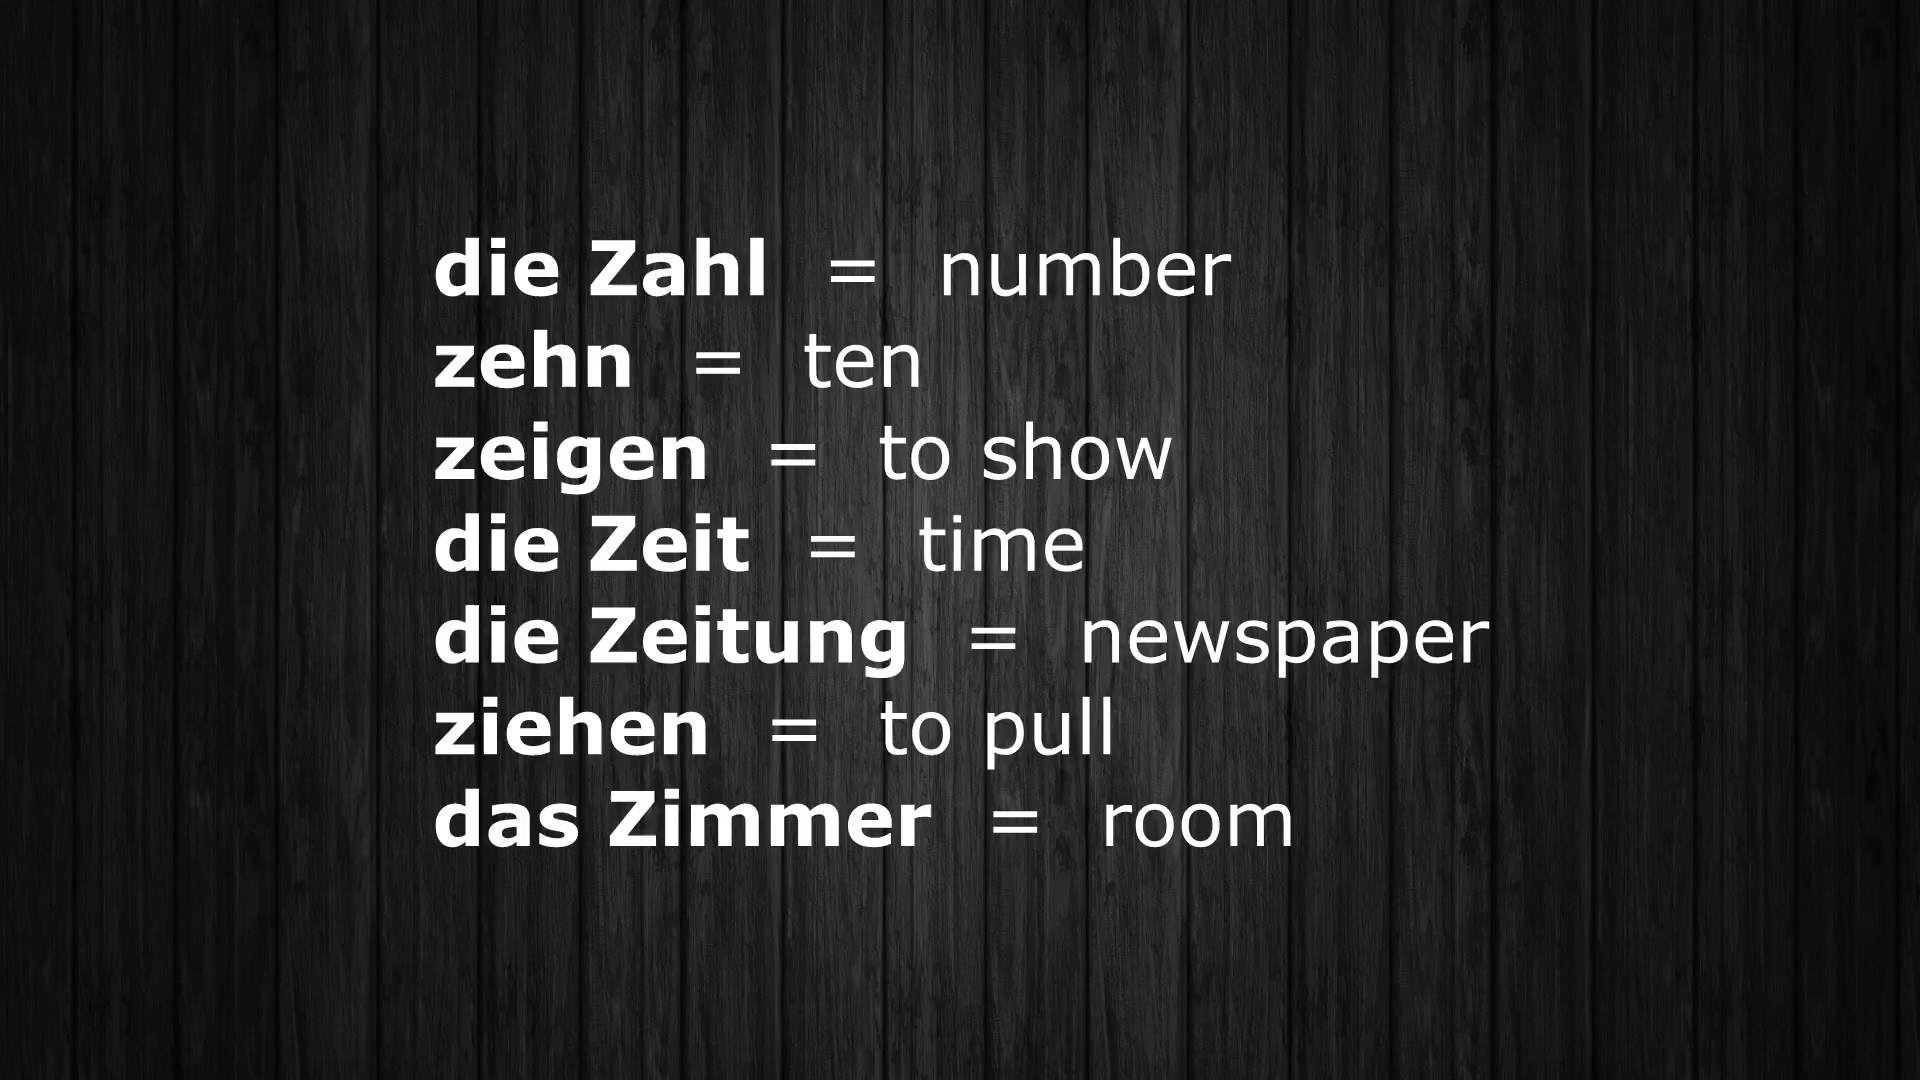 die Zahl = number
zehn = ten
zeigen = to show
die Zeit = time
die Zeitung = newspaper
ziehen = to pull
das Zimmer = room